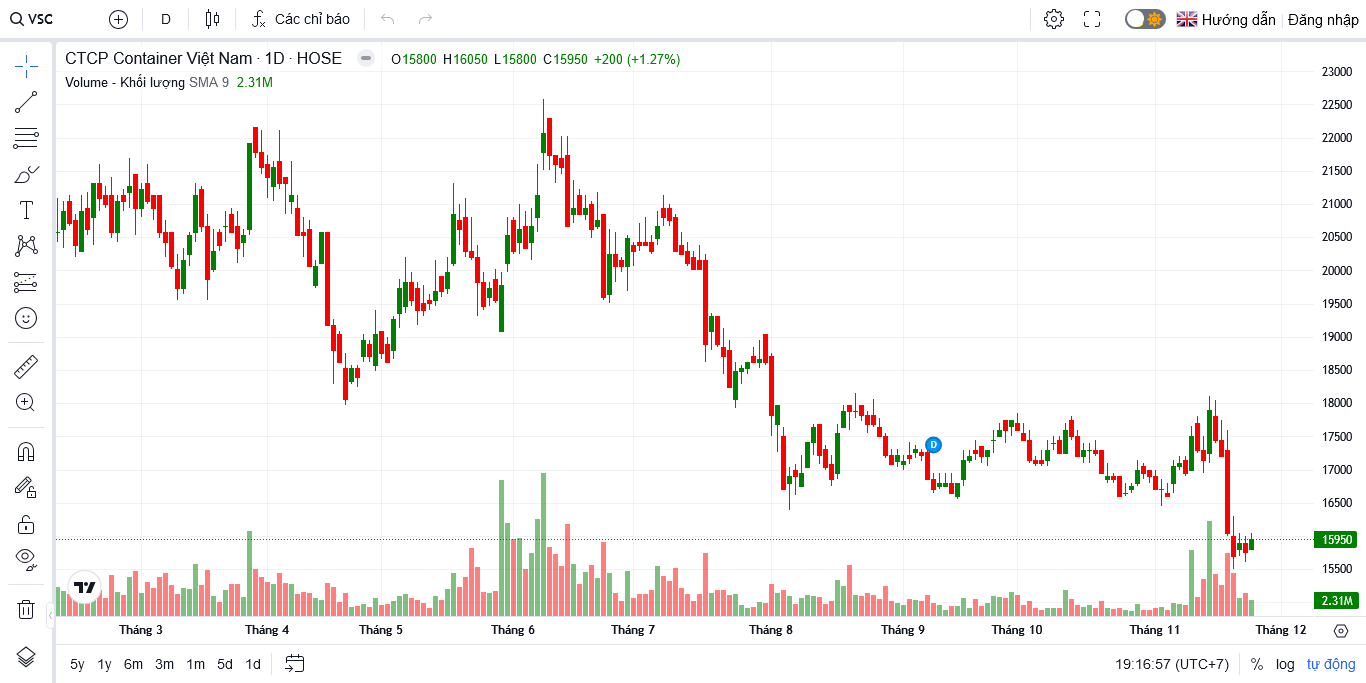 VSC D Các chỉ báo Hướng dẫn Đăng nhập
CTCP Container Việt Nam · 1D · HOSE O15800 H16050 L15800 C15950 +200 (+1.27%)
Volume - Khối lượng SMA 9 2.31M
23000
22500
22000
21500
21000
20500
20000
19500
19000
18500
18000
17500
17000
16500
15950
15500
2.31M
D
Tháng 3 Tháng 4 Tháng 5 Tháng 6 Tháng 7 Tháng 8 Tháng 9 Tháng 10 Tháng 11 Tháng 12
5y 1y 6m 3m 1m 5d 1d 19:16:57 (UTC+7) % log tự động